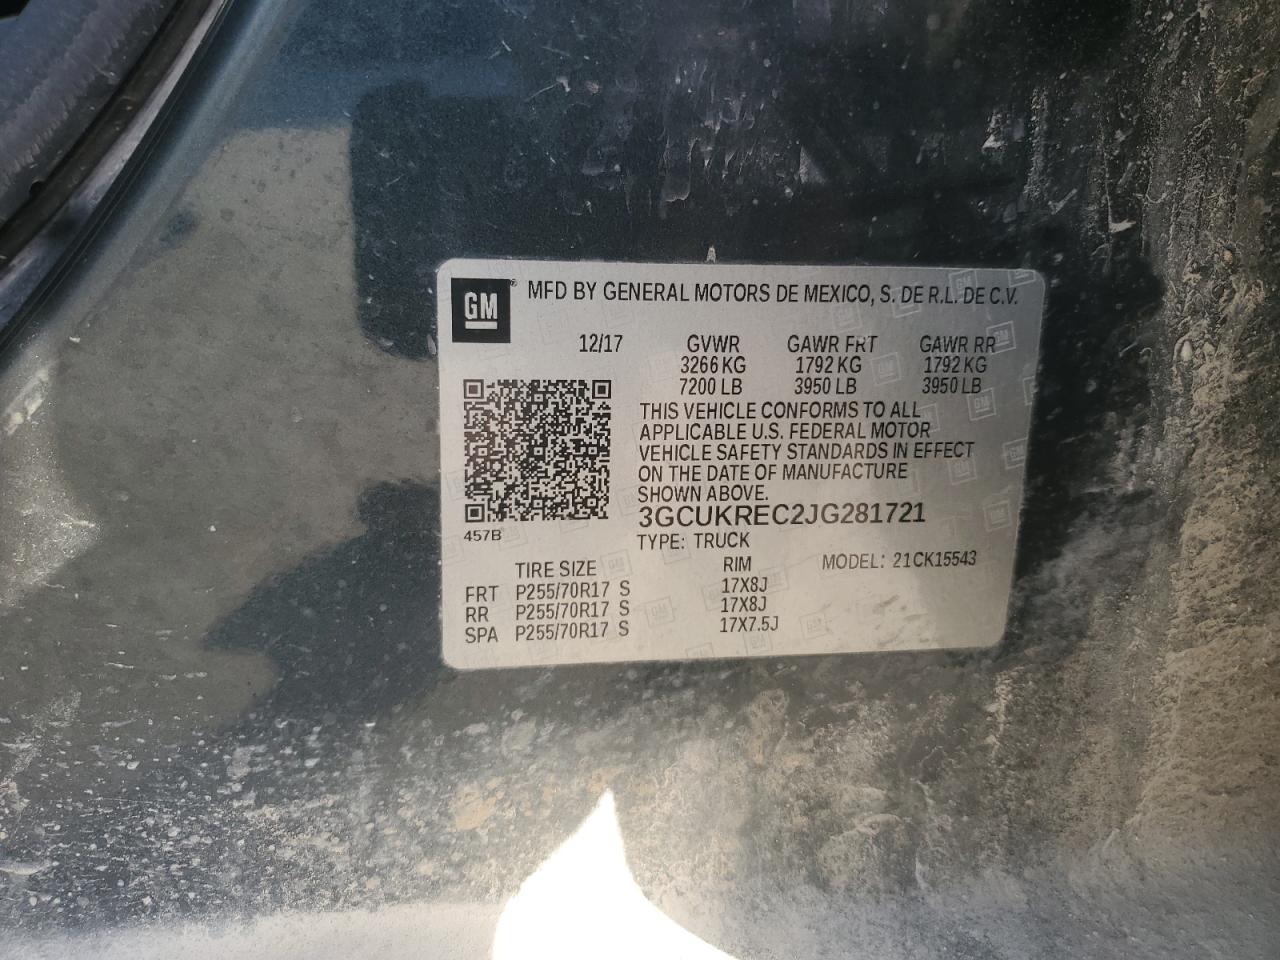 GM® MFD BY GENERAL MOTORS DE MEXICO, S. DE R.L. DE C.V.
12/17 GVWR GAWR FRT GAWR RR
3266 KG 1792 KG 1792 KG
7200 LB 3950 LB 3950 LB
THIS VEHICLE CONFORMS TO ALL
APPLICABLE U.S. FEDERAL MOTOR
VEHICLE SAFETY STANDARDS IN EFFECT
ON THE DATE OF MANUFACTURE
SHOWN ABOVE.
3GCUKREC2JG281721
457B
TYPE: TRUCK
MODEL: 21CK15543
TIRE SIZE RIM
FRT P255/70R17 S 17X8J
RR P255/70R17 S 17X8J
SPA P255/70R17 S 17X7.5J